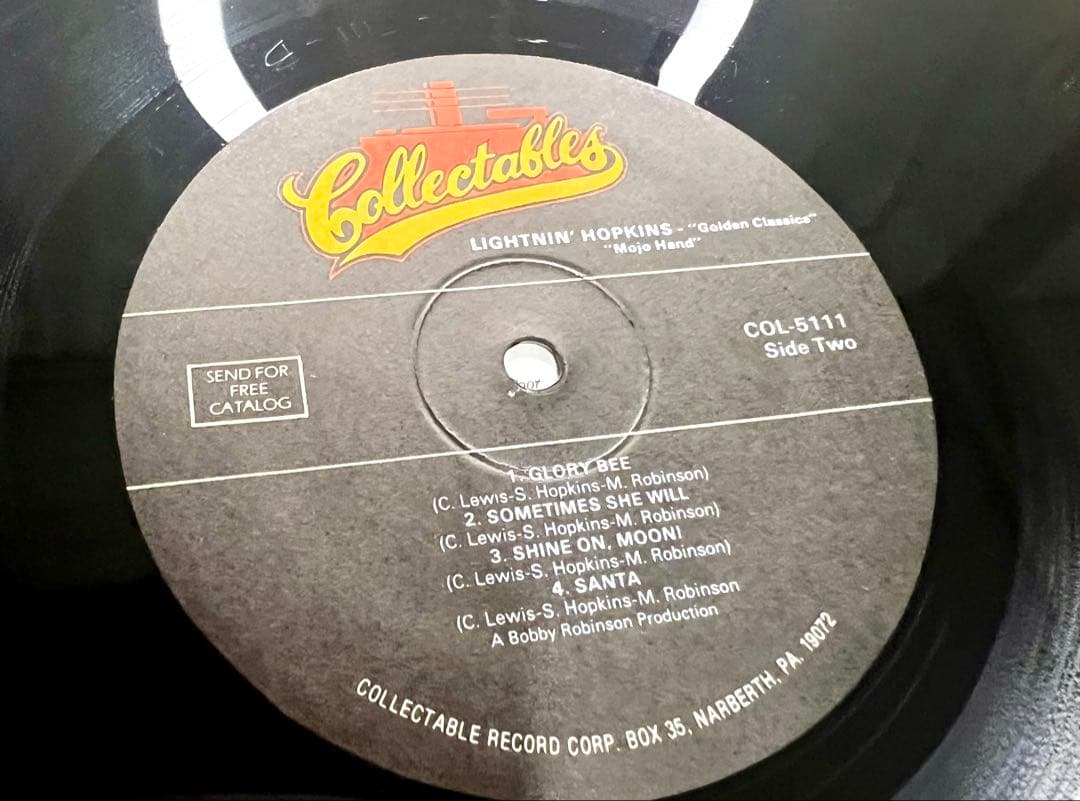 Collectables
LIGHTNIN' HOPKINS - "Golden Classics"
"Mojo Hand"
COL-5111
Side Two
SEND FOR
FREE
CATALOG
1. GLORY BEE
(C. Lewis-S. Hopkins-M. Robinson)
2. SOMETIMES SHE WILL
(C. Lewis-S. Hopkins-M. Robinson)
3. SHINE ON, MOON!
(C. Lewis-S. Hopkins-M. Robinson)
4. SANTA
(C. Lewis-S. Hopkins-M. Robinson
A Bobby Robinson Production
COLLECTABLE RECORD CORP. BOX 35, NARBERTH, PA. 19072